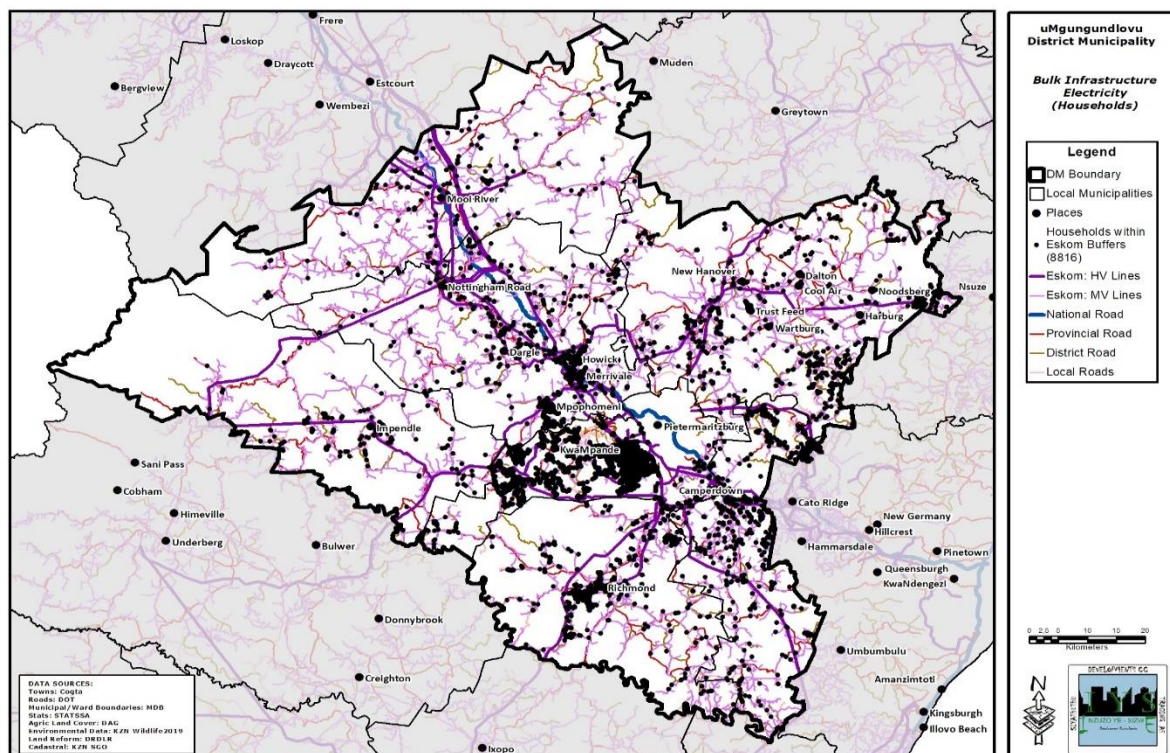 uMgungundlovu
District Municipality
Bulk Infrastructure
Electricity
(Households)
Legend
DM Boundary
Local Municipalities
Places
Households within
Eskom Buffers
(8816)
Eskom: HV Lines
Eskom: MV Lines
National Road
Provincial Road
District Road
Local Roads
0 2,5 5 10 15 20
Kilometers
N
Frere
Loskop
Draycott
Muden
Bergview
Estcourt
Wembezi
Greytown
Mooi River
New Hanover
Dalton
Cool Air
Noodsberg
Nsuze
Nottingham Road
Trust Feed
Harburg
Wartburg
Dargle
Howick
Merrivale
Mpophomeni
Pietermaritzburg
Impendle
KwaMpande
Sani Pass
Cobham
Camperdown
Cato Ridge
Himeville
New Germany
Hillcrest
Underberg
Bulwer
Hammarsdale
Pinetown
Queensburgh
KwaNdengezi
Richmond
Donnybrook
Umbumbulu
Creighton
Amanzimtoti
Kingsburgh
Illovo Beach
Ixopo
DATA SOURCES:
Towns: Cogta
Roads: DOT
Municipal/Ward Boundaries: MDB
Stats: STATSSA
Agric Land Cover: DAG
Environmental Data: KZN Wildlife2019
Land Reform: DRDLR
Cadastral: KZN SGO
DEVELOPMENTS CC